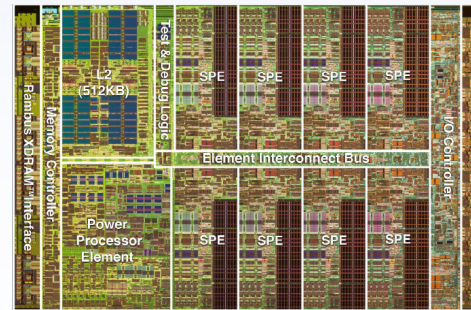 Rambus XDRAM™ Interface
Memory Controller
L2
(512KB)
Test & Debug Logic
SPE
SPE
SPE
SPE
I/O Controller
Element Interconnect Bus
Power
Processor
Element
SPE
SPE
SPE
SPE